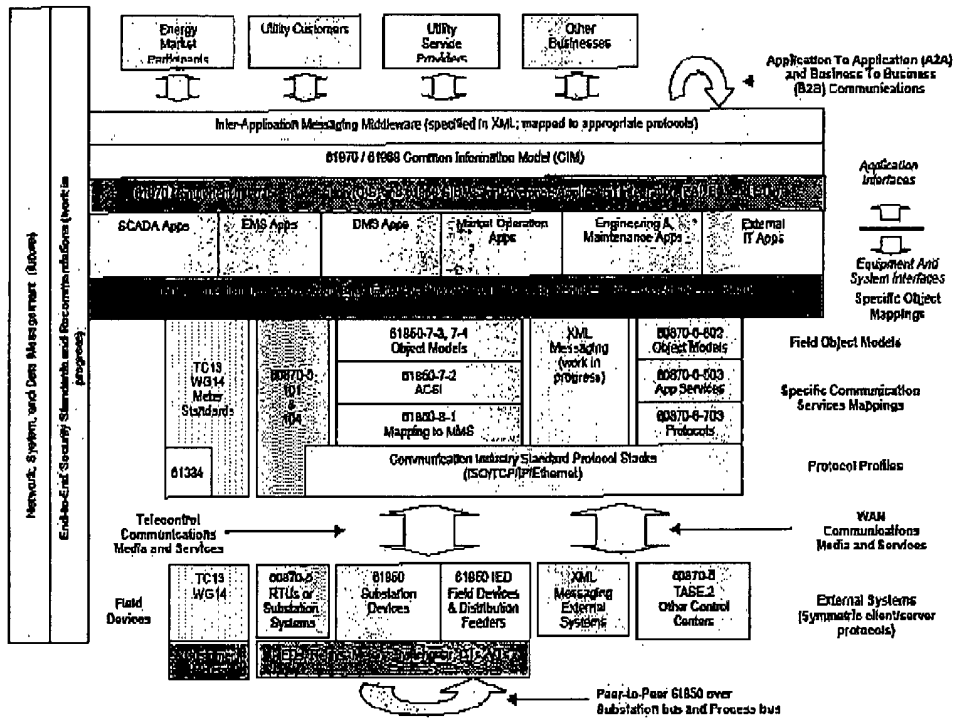 Energy
Market
Participants
Utility Customers
Utility
Service
Providers
Other
Businesses
Application To Application (A2A)
and Business To Business
(B2B) Communications
Inter-Application Messaging Middleware (specified in XML; mapped to appropriate protocols)
61970 / 61968 Common Information Model (CIM)
Application
Interfaces
SCADA Apps
EMS Apps
DMS Apps
Market Operation
Apps
Engineering &
Maintenance Apps
External
IT Apps
Equipment And
System Interfaces
Specific Object
Mappings
Network, System, and Data Management (future)
End-to-End Security Standards and Recommendations (work in
progress)
TC13
WG14
Meter
Standards
60870-5
101
&
104
61850-7-3, 7-4
Object Models
61850-7-2
ACSI
61850-8-1
Mapping to MMS
XML
Messaging
(work in
progress)
60870-6-802
Object Models
60870-6-503
App Services
60870-6-703
Protocols
Field Object Models
Specific Communication
Services Mappings
61334
Communication Industry Standard Protocol Stacks
(ISO/TCP/IP/Ethernet)
Protocol Profiles
Telecontrol
Communications
Media and Services
WAN
Communications
Media and Services
Field
Devices
TC13
WG14
60870-5
RTUs or
Substation
Systems
61850
Substation
Devices
61850 IED
Field Devices
& Distribution
Feeders
XML
Messaging
External
Systems
TASE.2
Other Control
Centers
External Systems
(Symmetric client/server
protocols)
Peer-to-Peer 61850 over
Substation bus and Process bus